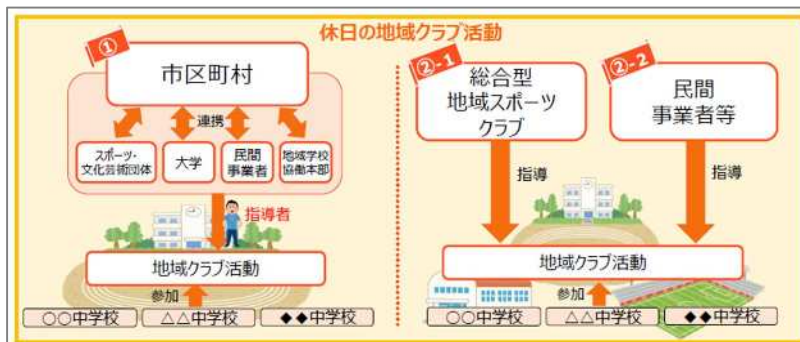 休日の地域クラブ活動
①
市区町村
連携
スポーツ・
文化芸術団体
大学
民間
事業者
地域学校
協働本部
指導者
地域クラブ活動
参加
○○中学校
△△中学校
◆◆中学校
②-1
総合型
地域スポーツ
クラブ
②-2
民間
事業者等
指導
指導
地域クラブ活動
参加
○○中学校
△△中学校
◆◆中学校